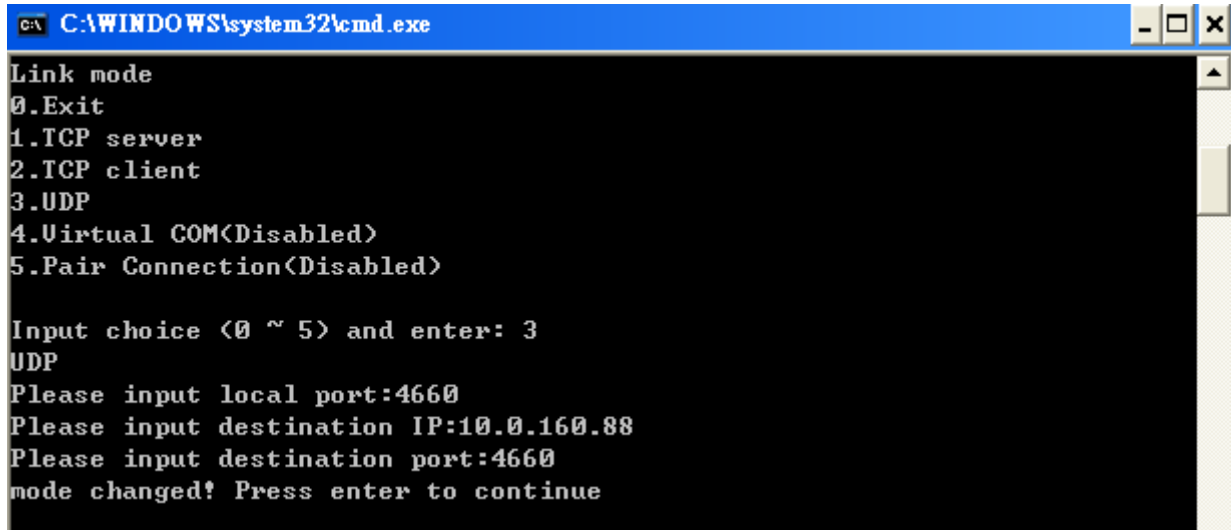 C:\WINDOWS\system32\cmd.exe
Link mode
0.Exit
1.TCP server
2.TCP client
3.UDP
4.Virtual COM(Disabled)
5.Pair Connection(Disabled)
Input choice (0 ~ 5) and enter: 3
UDP
Please input local port:4660
Please input destination IP:10.0.160.88
Please input destination port:4660
mode changed! Press enter to continue